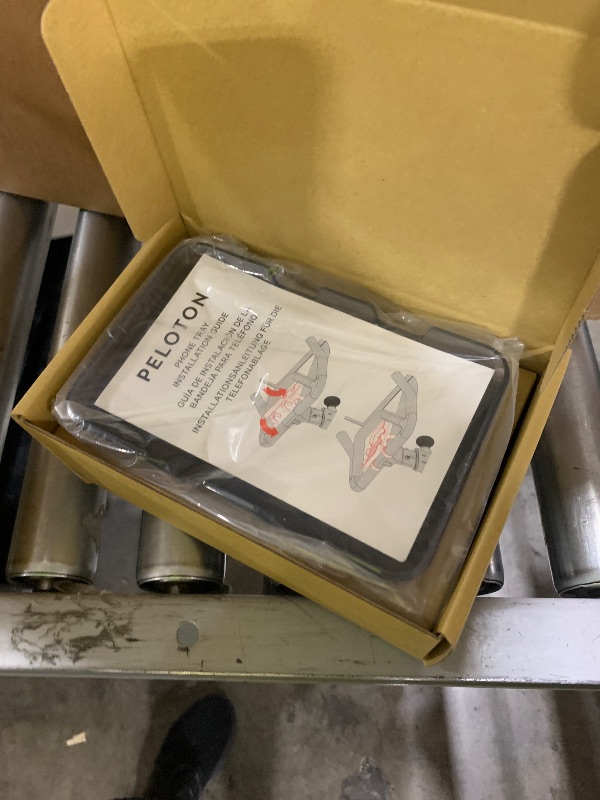 PELOTON
PHONE TRAY
INSTALLATION GUIDE
GUÍA DE INSTALACIÓN DE LA
BANDEJA PARA TELÉFONO
INSTALLATIONSANLEITUNG FÜR DIE
TELEFONABLAGE